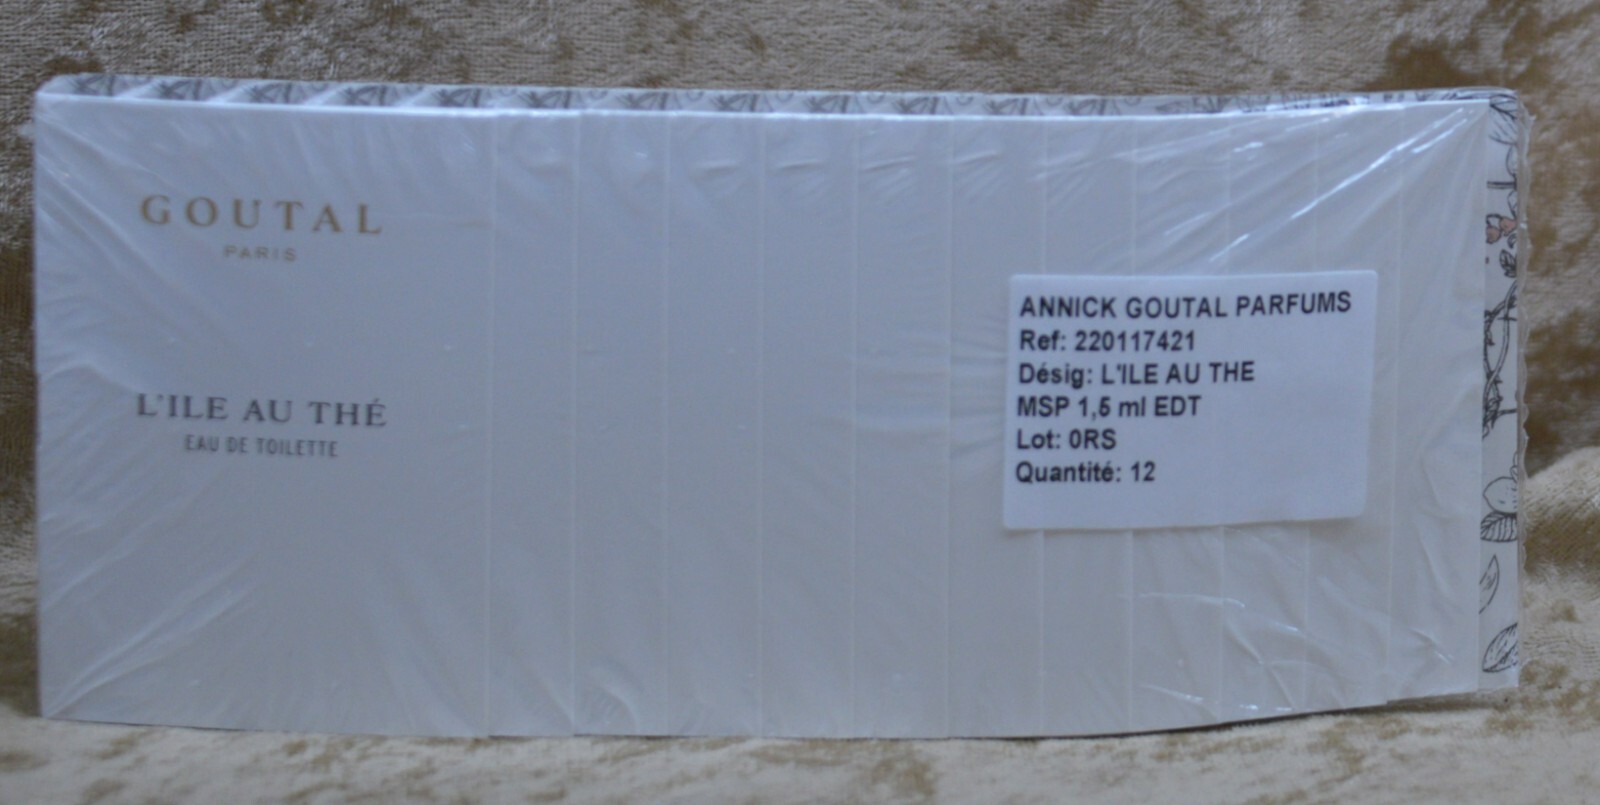 GOUTAL
PARIS
L'ILE AU THÉ
EAU DE TOILETTE
ANNICK GOUTAL PARFUMS
Ref: 220117421
Désig: L'ILE AU THE
MSP 1,5 ml EDT
Lot: 0RS
Quantité: 12